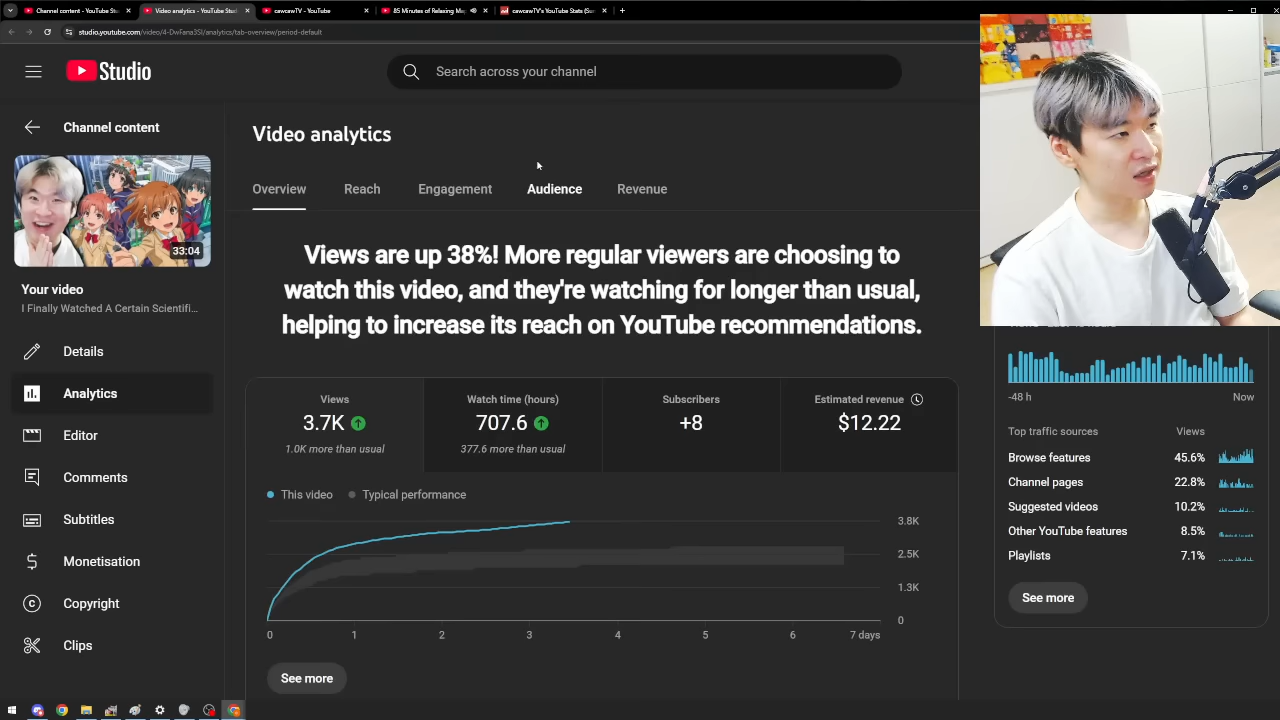 Channel content - YouTube St
Video analytics - YouTube Stud
cawcawTV - YouTube
85 Minutes of Relaxing Ma
cawcawTV's YouTube Stats (Su
studio.youtube.com/video/4-DwFana3SI/analytics/tab-overview/period-default
Studio
Search across your channel
Channel content
33:04
Your video
I Finally Watched A Certain Scientifi...
Details
Analytics
Editor
Comments
Subtitles
Monetisation
Copyright
Clips
Video analytics
Overview
Reach
Engagement
Audience
Revenue
Views are up 38%! More regular viewers are choosing to
watch this video, and they're watching for longer than usual,
helping to increase its reach on YouTube recommendations.
Views
3.7K
1.0K more than usual
Watch time (hours)
707.6
377.6 more than usual
Subscribers
+8
Estimated revenue
$12.22
This video
Typical performance
3.8K
2.5K
1.3K
0
0 1 2 3 4 5 6 7 days
See more
-48 h
Now
Top traffic sources Views
Browse features 45.6%
Channel pages 22.8%
Suggested videos 10.2%
Other YouTube features 8.5%
Playlists 7.1%
See more